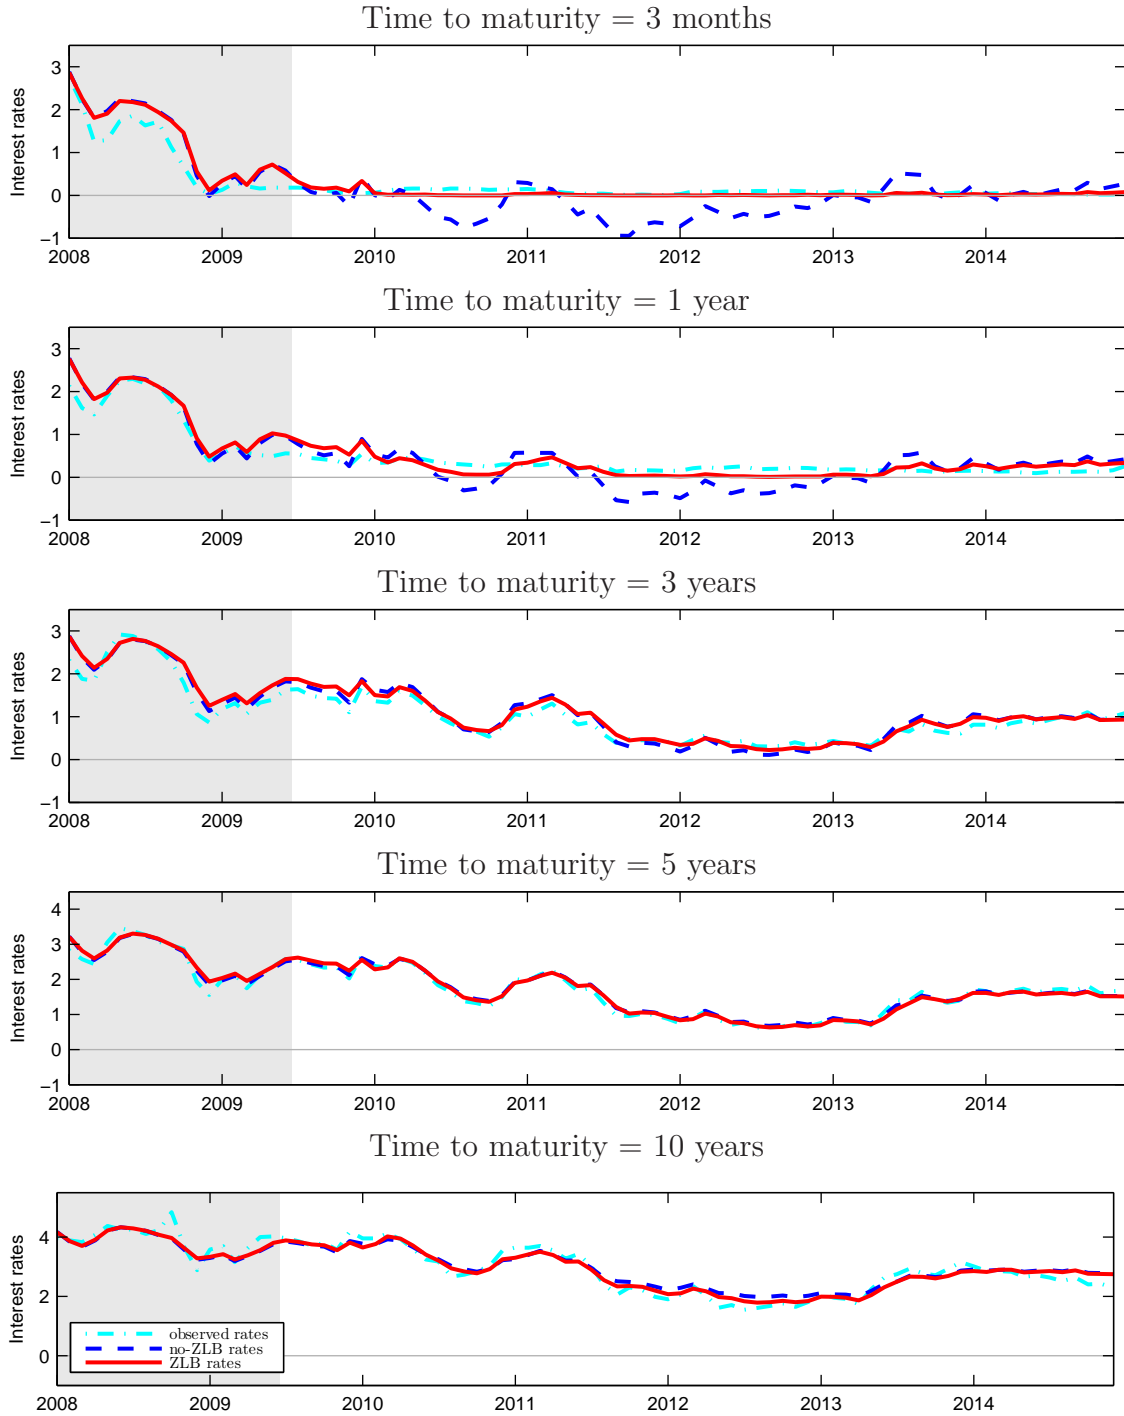 Time to maturity = 3 months
Interest rates
3
2
1
0
−1
2008 2009 2010 2011 2012 2013 2014
Time to maturity = 1 year
Interest rates
3
2
1
0
−1
2008 2009 2010 2011 2012 2013 2014
Time to maturity = 3 years
Interest rates
3
2
1
0
−1
2008 2009 2010 2011 2012 2013 2014
Time to maturity = 5 years
Interest rates
4
3
2
1
0
−1
2008 2009 2010 2011 2012 2013 2014
Time to maturity = 10 years
Interest rates
4
2
0
observed rates
no-ZLB rates
ZLB rates
2008 2009 2010 2011 2012 2013 2014